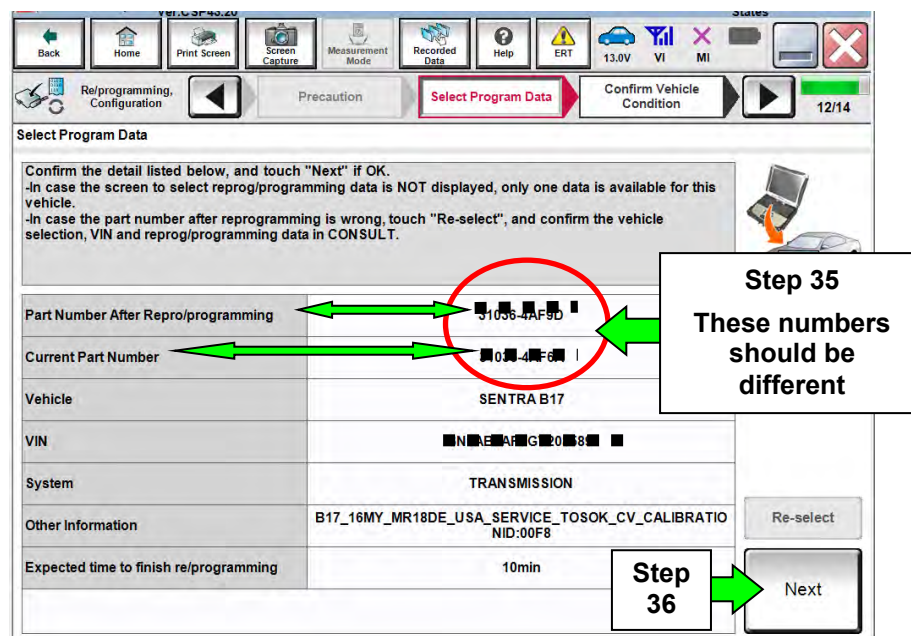 Back
Home
Print Screen
Screen
Capture
Measurement
Mode
Recorded
Data
Help
ERT
13.0V
VI
MI
Re/programming,
Configuration
Precaution
Select Program Data
Confirm Vehicle
Condition
12/14
Select Program Data
Confirm the detail listed below, and touch "Next" if OK.
-In case the screen to select reprog/programming data is NOT displayed, only one data is available for this
vehicle.
-In case the part number after reprogramming is wrong, touch "Re-select", and confirm the vehicle
selection, VIN and reprog/programming data in CONSULT.
Step 35
These numbers
should be
different
Part Number After Repro/programming
Current Part Number
Vehicle SENTRA B17
VIN
System TRANSMISSION
Other Information B17_16MY_MR18DE_USA_SERVICE_TOSOK_CV_CALIBRATIO
NID:00F8
Re-select
Expected time to finish re/programming 10min
Step
36
Next